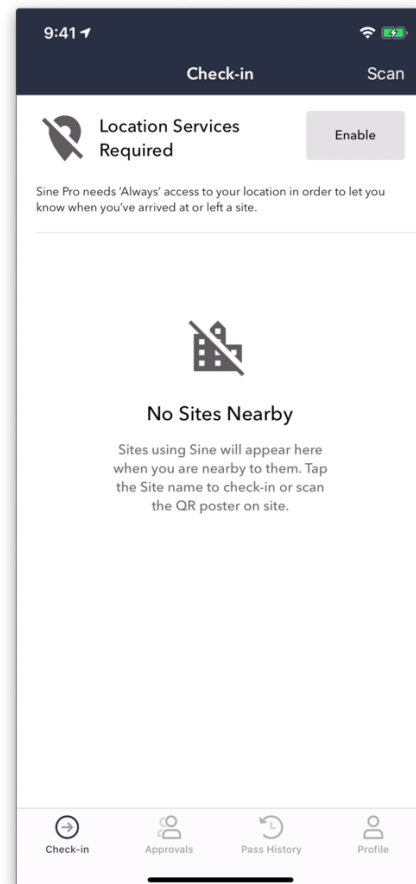 9:41
Check-in
Scan
Location Services
Required
Enable
Sine Pro needs ‘Always’ access to your location in order to let you
know when you’ve arrived at or left a site.
No Sites Nearby
Sites using Sine will appear here
when you are nearby to them. Tap
the Site name to check-in or scan
the QR poster on site.
Check-in
Approvals
Pass History
Profile